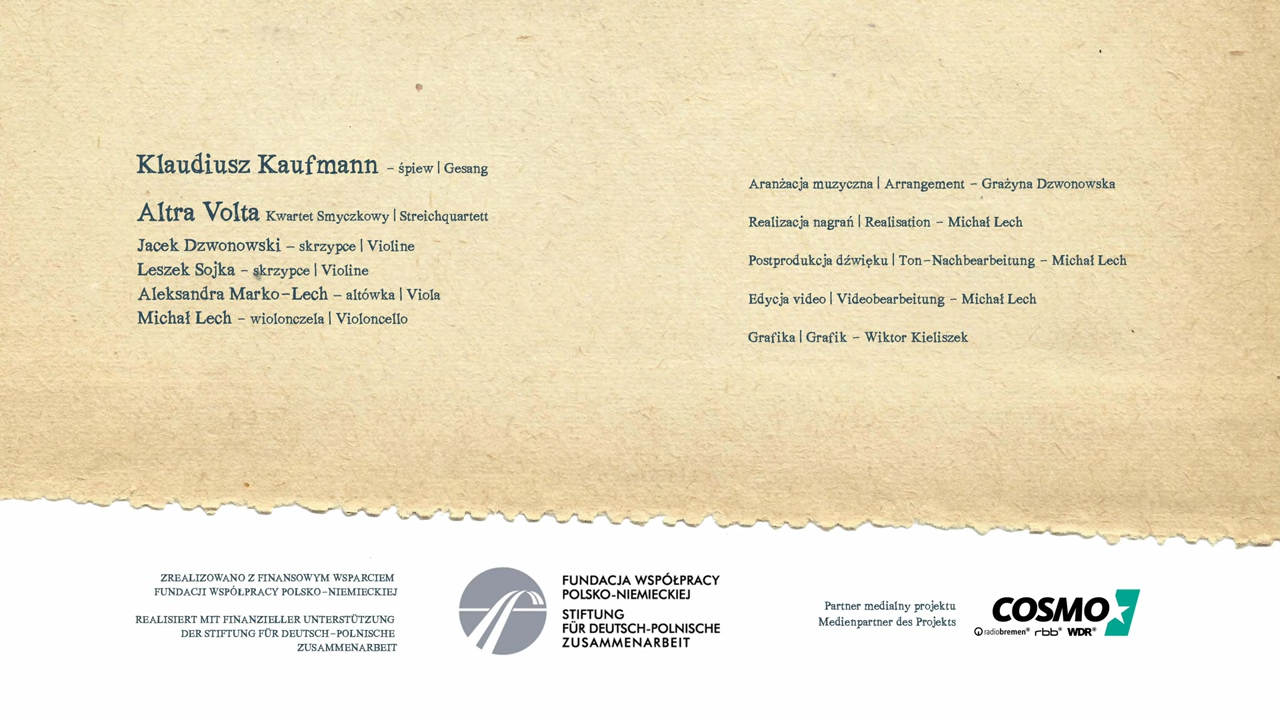 Klaudiusz Kaufmann – śpiew | Gesang
Altra Volta Kwartet Smyczkowy | Streichquartett
Jacek Dzwonowski – skrzypce | Violine
Leszek Sojka – skrzypce | Violine
Aleksandra Marko-Lech – altówka | Viola
Michał Lech – wiolonczela | Violoncello
Aranżacja muzyczna | Arrangement – Grażyna Dzwonowska
Realizacja nagrań | Realisation – Michał Lech
Postprodukcja dźwięku | Ton-Nachbearbeitung – Michał Lech
Edycja video | Videobearbeitung – Michał Lech
Grafika | Grafik – Wiktor Kieliszek
ZREALIZOWANO Z FINANSOWYM WSPARCIEM
FUNDACJI WSPÓŁPRACY POLSKO-NIEMIECKIEJ
REALISIERT MIT FINANZIELLER UNTERSTÜTZUNG
DER STIFTUNG FÜR DEUTSCH-POLNISCHE
ZUSAMMENARBEIT
FUNDACJA WSPÓŁPRACY
POLSKO-NIEMIECKIEJ
STIFTUNG
FÜR DEUTSCH-POLNISCHE
ZUSAMMENARBEIT
Partner medialny projektu
Medienpartner des Projekts
COSMO
radiobremen® rbb® WDR®